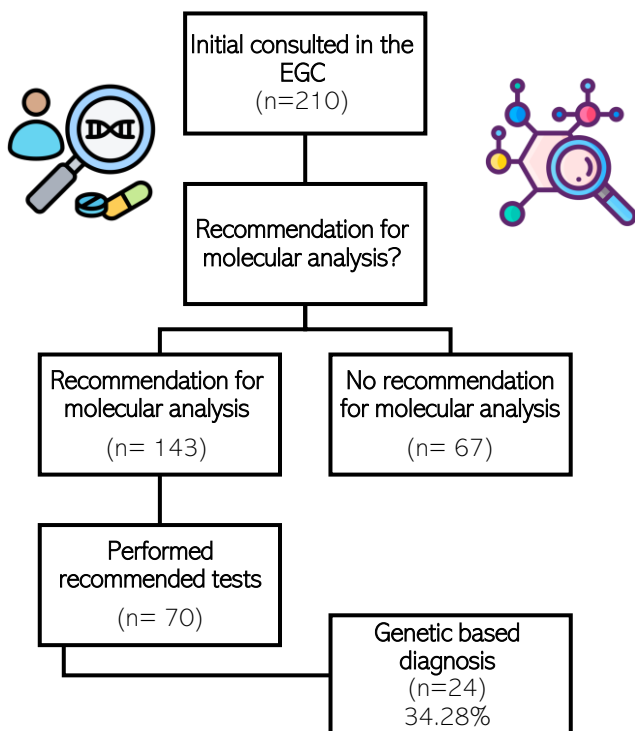 Initial consulted in the
EGC
(n=210)
Recommendation for
molecular analysis?
Recommendation for
molecular analysis
(n= 143)
No recommendation
for molecular analysis
(n= 67)
Performed
recommended tests
(n= 70)
Genetic based
diagnosis
(n=24)
34.28%